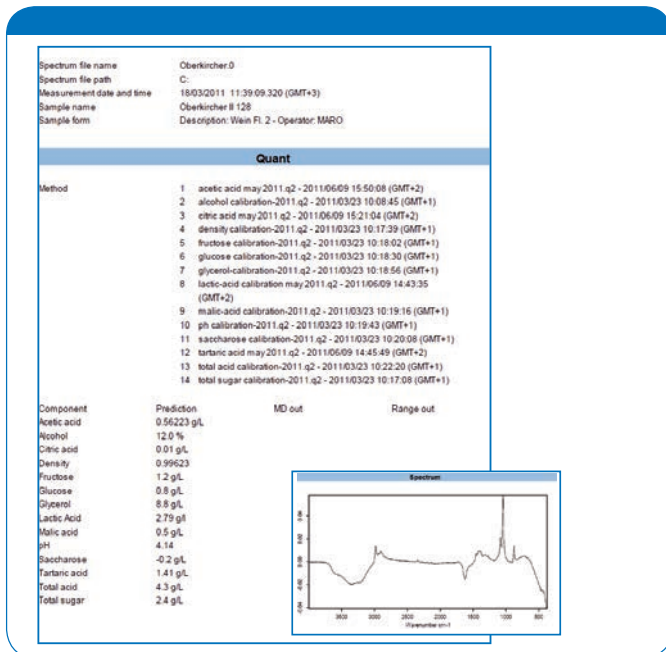 Spectrum file name Oberkircher.0
Spectrum file path C:
Measurement date and time 18/03/2011 11:39:09.320 (GMT+3)
Sample name Oberkircher II 128
Sample form Description: Wein Fl. 2 - Operator: MARO
Quant
Method 1 acetic acid may 2011.q2 - 2011/06/09 15:50:08 (GMT+2)
2 alcohol calibration-2011.q2 - 2011/03/23 10:08:45 (GMT+1)
3 citric acid may 2011.q2 - 2011/06/09 15:21:04 (GMT+2)
4 density calibration-2011.q2 - 2011/03/23 10:17:39 (GMT+1)
5 fructose calibration-2011.q2 - 2011/03/23 10:18:02 (GMT+1)
6 glucose calibration-2011.q2 - 2011/03/23 10:18:30 (GMT+1)
7 glycerol-calibration-2011.q2 - 2011/03/23 10:18:56 (GMT+1)
8 lactic-acid calibration may 2011.q2 - 2011/06/09 14:43:35
(GMT+2)
9 malic-acid calibration-2011.q2 - 2011/03/23 10:19:16 (GMT+1)
10 ph calibration-2011.q2 - 2011/03/23 10:19:43 (GMT+1)
11 saccharose calibration-2011.q2 - 2011/03/23 10:20:08 (GMT+1)
12 tartaric acid may 2011.q2 - 2011/06/09 14:45:49 (GMT+2)
13 total acid calibration-2011.q2 - 2011/03/23 10:22:20 (GMT+1)
14 total sugar calibration-2011.q2 - 2011/03/23 10:17:08 (GMT+1)
Component Prediction MD out Range out
Acetic acid 0.56223 g/L
Alcohol 12.0 %
Citric acid 0.01 g/L
Density 0.99623
Fructose 1.2 g/L
Glucose 0.8 g/L
Glycerol 8.8 g/L
Lactic Acid 2.79 g/l
Malic acid 0.5 g/L
pH 4.14
Saccharose -0.2 g/L
Tartaric acid 1.41 g/L
Total acid 4.3 g/L
Total sugar 2.4 g/L
Spectrum
0.04
0.02
0.00
-0.02
-0.04
3500 3000 2500 2000 1500 1000 500
Wavenumber cm-1